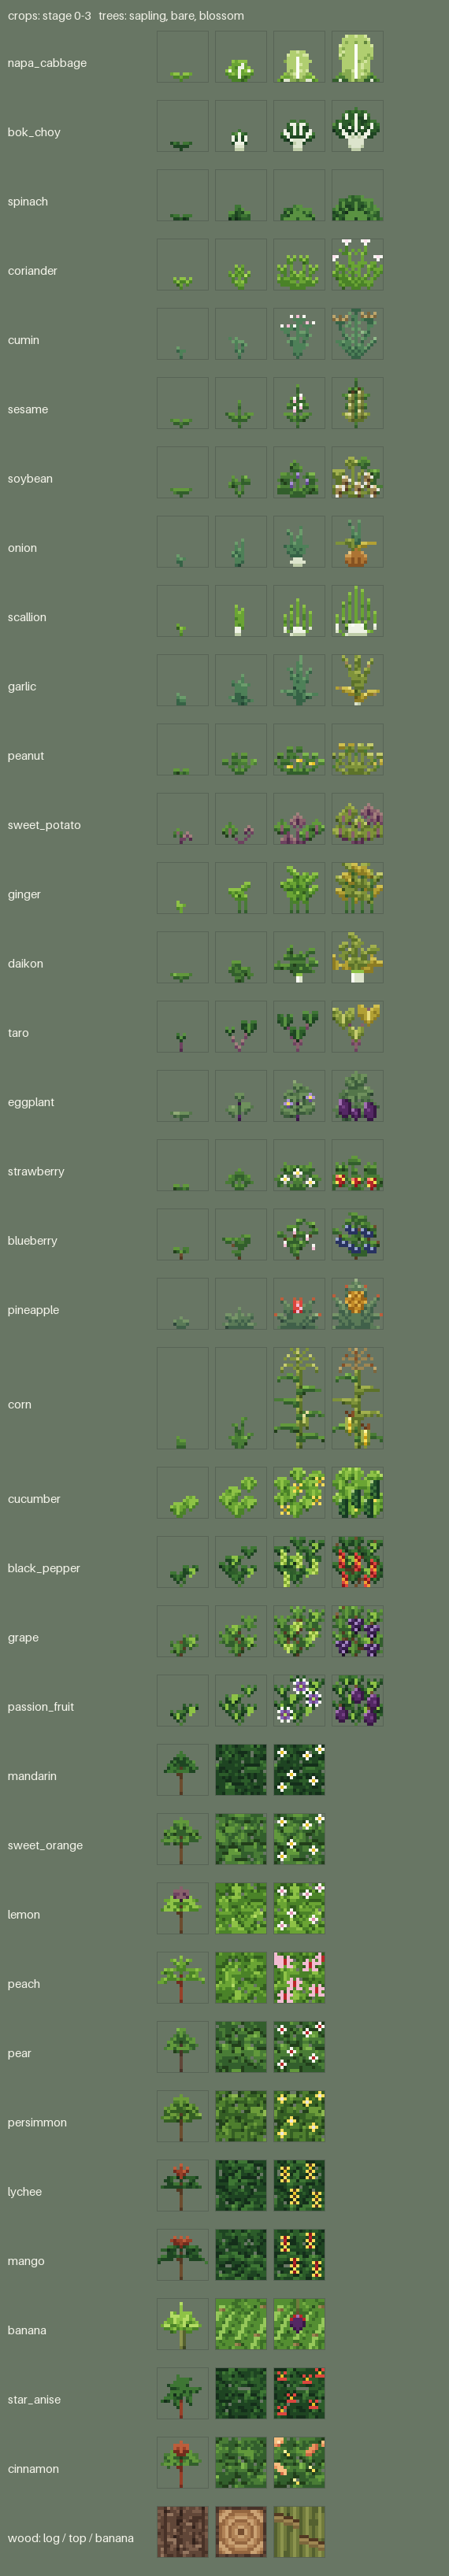 crops: stage 0-3 trees: sapling, bare, blossom
napa_cabbage
bok_choy
spinach
coriander
cumin
sesame
soybean
onion
scallion
garlic
peanut
sweet_potato
ginger
daikon
taro
eggplant
strawberry
blueberry
pineapple
corn
cucumber
black_pepper
grape
passion_fruit
mandarin
sweet_orange
lemon
peach
pear
persimmon
lychee
mango
banana
star_anise
cinnamon
wood: log / top / banana